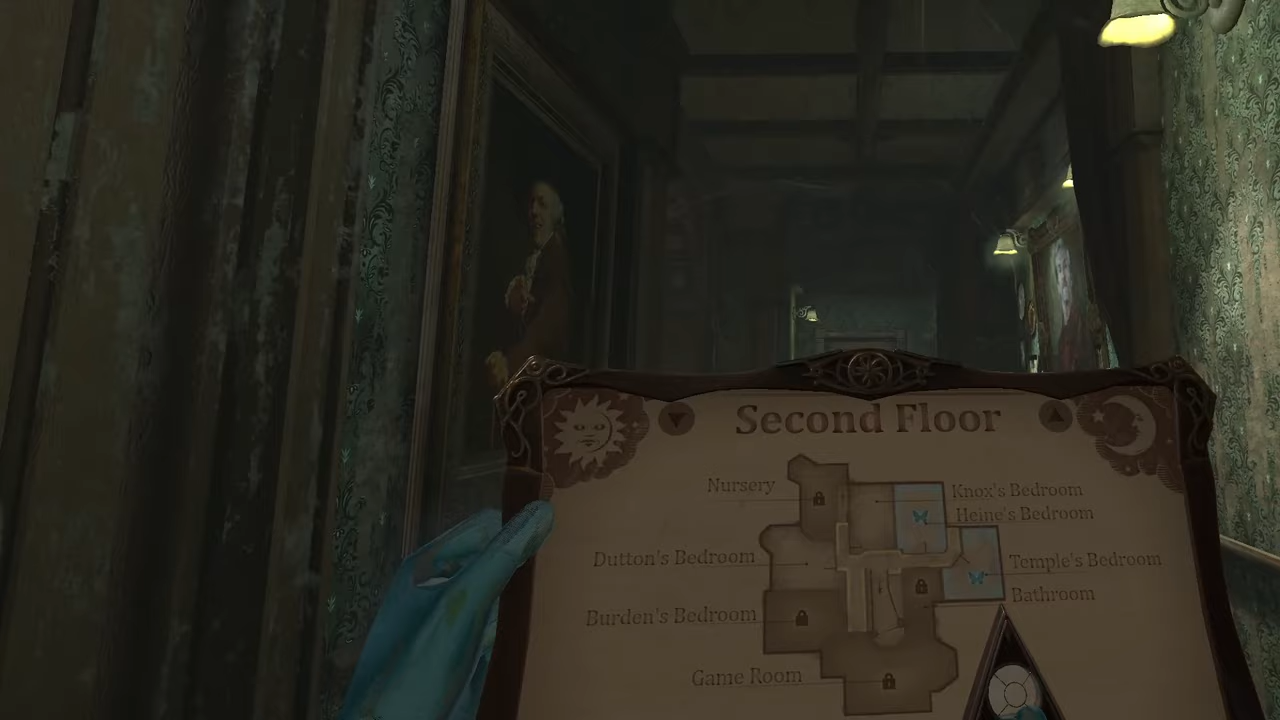 Second Floor
Nursery
Knox's Bedroom
Heine's Bedroom
Dutton's Bedroom
Temple's Bedroom
Bathroom
Burden's Bedroom
Game Room